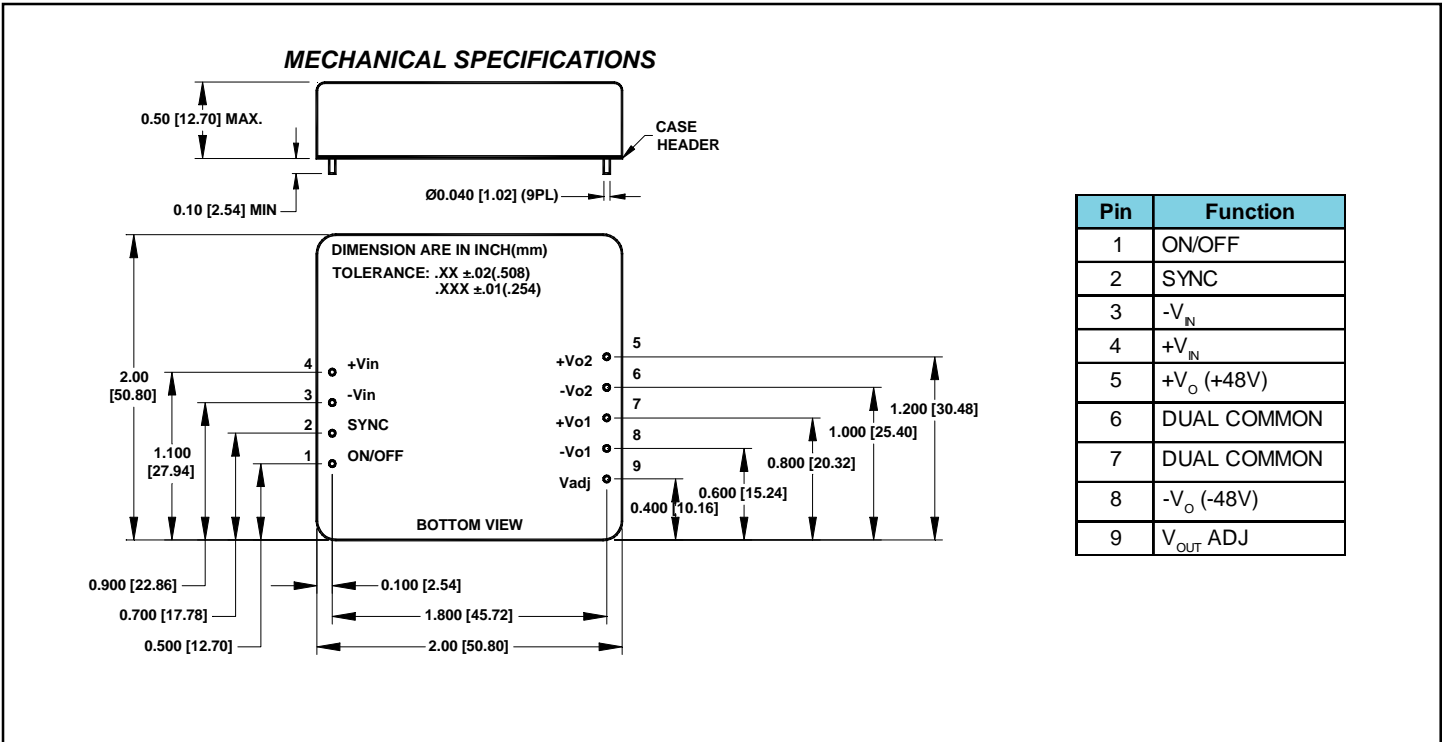 MECHANICAL SPECIFICATIONS
0.50 [12.70] MAX.
CASE
HEADER
Ø0.040 [1.02] (9PL)
0.10 [2.54] MIN
DIMENSION ARE IN INCH(mm)
TOLERANCE: .XX ±.02(.508)
.XXX ±.01(.254)
2.00
[50.80]
1.100
[27.94]
4 +Vin
3 -Vin
2 SYNC
1 ON/OFF
+Vo2 5
-Vo2 6
+Vo1 7
-Vo1 8
Vadj 9
1.200 [30.48]
1.000 [25.40]
0.800 [20.32]
0.600 [15.24]
0.400 [10.16]
BOTTOM VIEW
0.900 [22.86]
0.100 [2.54]
0.700 [17.78]
1.800 [45.72]
0.500 [12.70]
2.00 [50.80]
Pin Function
1 ON/OFF
2 SYNC
3 -VIN
4 +VIN
5 +VO (+48V)
6 DUAL COMMON
7 DUAL COMMON
8 -VO (-48V)
9 VOUT ADJ